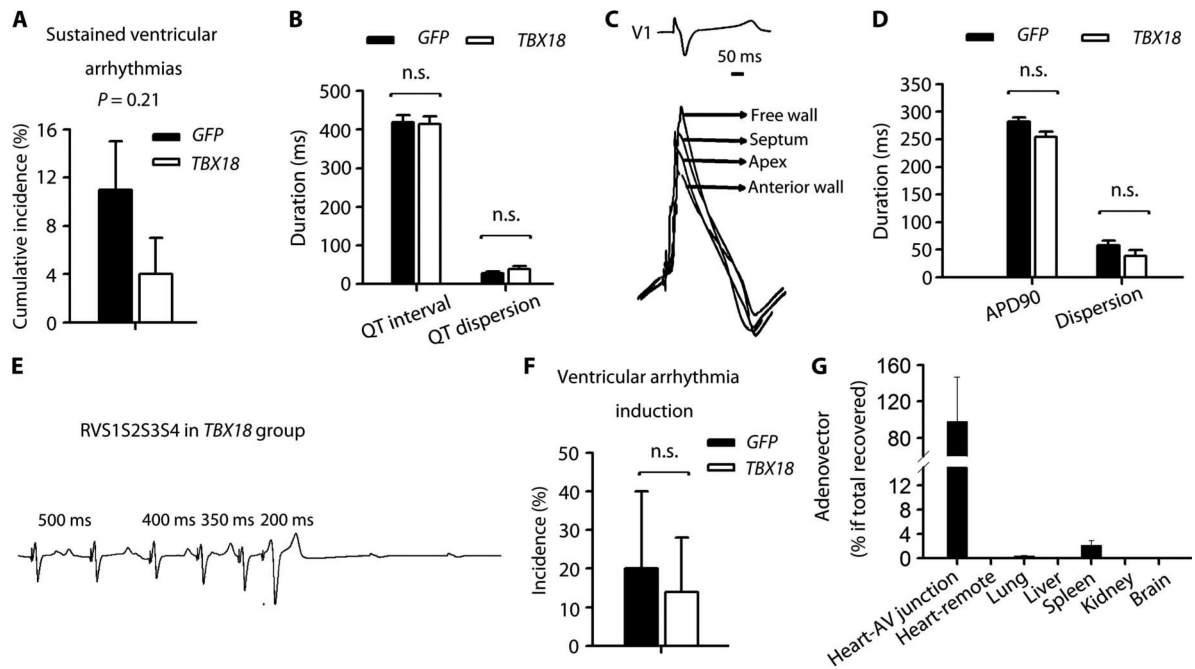 A
Sustained ventricular
arrhythmias
P = 0.21
Cumulative incidence (%)
16
12
8
4
0
GFP
TBX18
B
GFP
TBX18
n.s.
n.s.
Duration (ms)
500
400
300
200
100
0
QT interval
QT dispersion
C
V1
50 ms
Free wall
Septum
Apex
Anterior wall
D
GFP
TBX18
n.s.
n.s.
Duration (ms)
350
300
250
200
150
100
50
0
APD90
Dispersion
E
RVS1S2S3S4 in TBX18 group
500 ms 400 ms 350 ms 200 ms
F
Ventricular arrhythmia
induction
GFP
TBX18
n.s.
Incidence (%)
50
40
30
20
10
0
G
Adenovector
(% if total recovered)
160
120
80
12
8
4
0
Heart-AV junction
Heart-remote
Lung
Liver
Spleen
Kidney
Brain